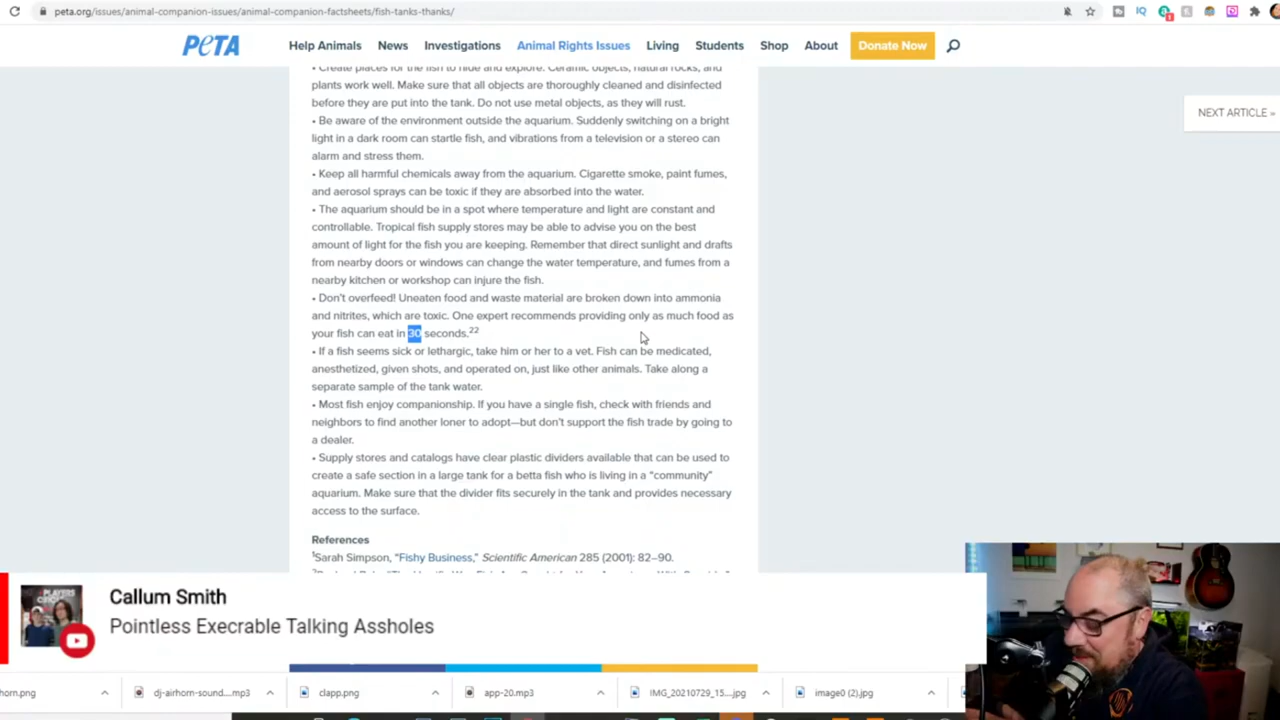 peta.org/issues/animal-companion-issues/animal-companion-factsheets/fish-tanks-thanks/
PETA
Help Animals News Investigations Animal Rights Issues Living Students Shop About Donate Now
NEXT ARTICLE »
• Create places for the fish to hide and explore. Ceramic objects, natural rocks, and
plants work well. Make sure that all objects are thoroughly cleaned and disinfected
before they are put into the tank. Do not use metal objects, as they will rust.
• Be aware of the environment outside the aquarium. Suddenly switching on a bright
light in a dark room can startle fish, and vibrations from a television or a stereo can
alarm and stress them.
• Keep all harmful chemicals away from the aquarium. Cigarette smoke, paint fumes,
and aerosol sprays can be toxic if they are absorbed into the water.
• The aquarium should be in a spot where temperature and light are constant and
controllable. Tropical fish supply stores may be able to advise you on the best
amount of light for the fish you are keeping. Remember that direct sunlight and drafts
from nearby doors or windows can change the water temperature, and fumes from a
nearby kitchen or workshop can injure the fish.
• Don't overfeed! Uneaten food and waste material are broken down into ammonia
and nitrites, which are toxic. One expert recommends providing only as much food as
your fish can eat in 30 seconds.22
• If a fish seems sick or lethargic, take him or her to a vet. Fish can be medicated,
anesthetized, given shots, and operated on, just like other animals. Take along a
separate sample of the tank water.
• Most fish enjoy companionship. If you have a single fish, check with friends and
neighbors to find another loner to adopt—but don't support the fish trade by going to
a dealer.
• Supply stores and catalogs have clear plastic dividers available that can be used to
create a safe section in a large tank for a betta fish who is living in a "community"
aquarium. Make sure that the divider fits securely in the tank and provides necessary
access to the surface.
References
1Sarah Simpson, "Fishy Business," Scientific American 285 (2001): 82–90.
Callum Smith
Pointless Execrable Talking Assholes
horn.png dj-airhorn-sound....mp3 clapp.png app-20.mp3 IMG_20210729_15....jpg image0 (2).jpg